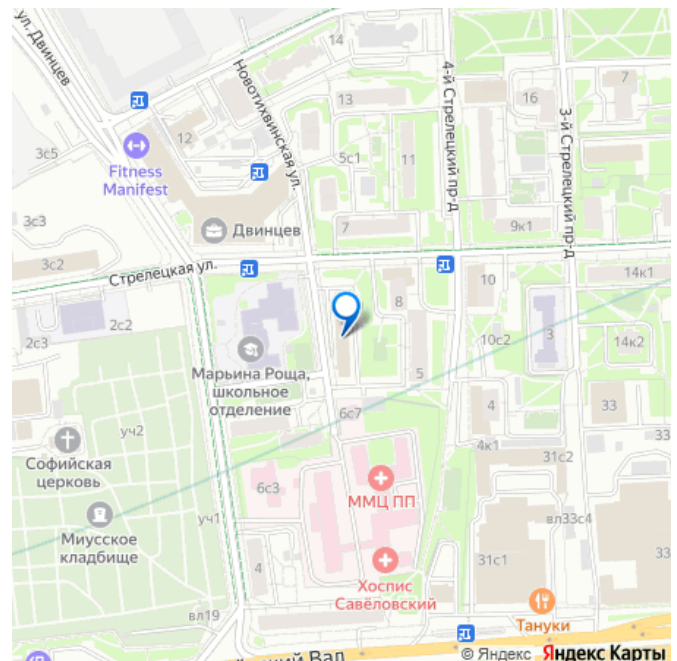 ул. Двинцев
14
Новотихвинская ул.
4-й Стрелецкий пр-д
3-й Стрелецкий пр-д
7
16
13
12
3с5
Fitness
Manifest
5с1
11
3с3
7
9к1
Двинцев
3с2
Стрелецкая ул.
14к1
10
8
2с2
2с3
10с2
3
14к2
Марьина Роща,
школьное
отделение
5
4
33
6с7
уч2
4к1
33
Софийская
церковь
31с2
6с3
ММЦ ПП
уч1
вл33с4
Миусское
кладбище
4
31с1
33
Хоспис
Савёловский
вл19
Тануки
Вал
© Яндекс Яндекс Карты